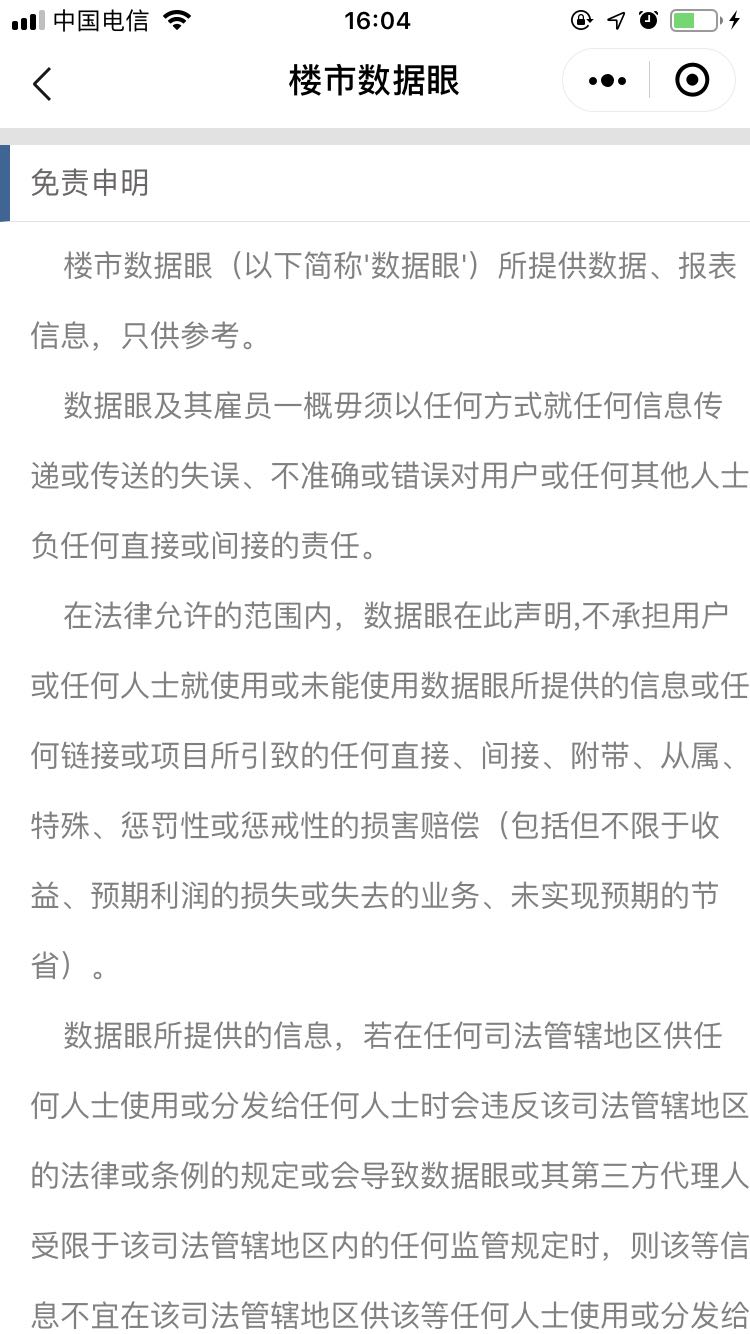 中国电信
16:04
楼市数据眼
免责申明
楼市数据眼（以下简称'数据眼'）所提供数据、报表
信息，只供参考。
数据眼及其雇员一概毋须以任何方式就任何信息传
递或传送的失误、不准确或错误对用户或任何其他人士
负任何直接或间接的责任。
在法律允许的范围内，数据眼在此声明,不承担用户
或任何人士就使用或未能使用数据眼所提供的信息或任
何链接或项目所引致的任何直接、间接、附带、从属、
特殊、惩罚性或惩戒性的损害赔偿（包括但不限于收
益、预期利润的损失或失去的业务、未实现预期的节
省）。
数据眼所提供的信息，若在任何司法管辖地区供任
何人士使用或分发给任何人士时会违反该司法管辖地区
的法律或条例的规定或会导致数据眼或其第三方代理人
受限于该司法管辖地区内的任何监管规定时，则该等信
息不宜在该司法管辖地区供该等任何人士使用或分发给